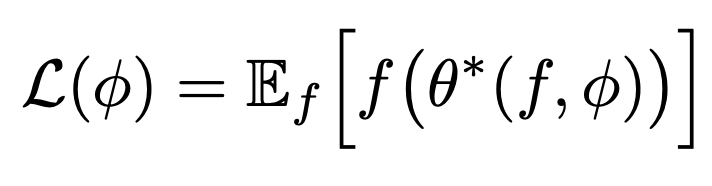 ℒ(ϕ) = 𝔼_f[f(θ*(f, ϕ))]